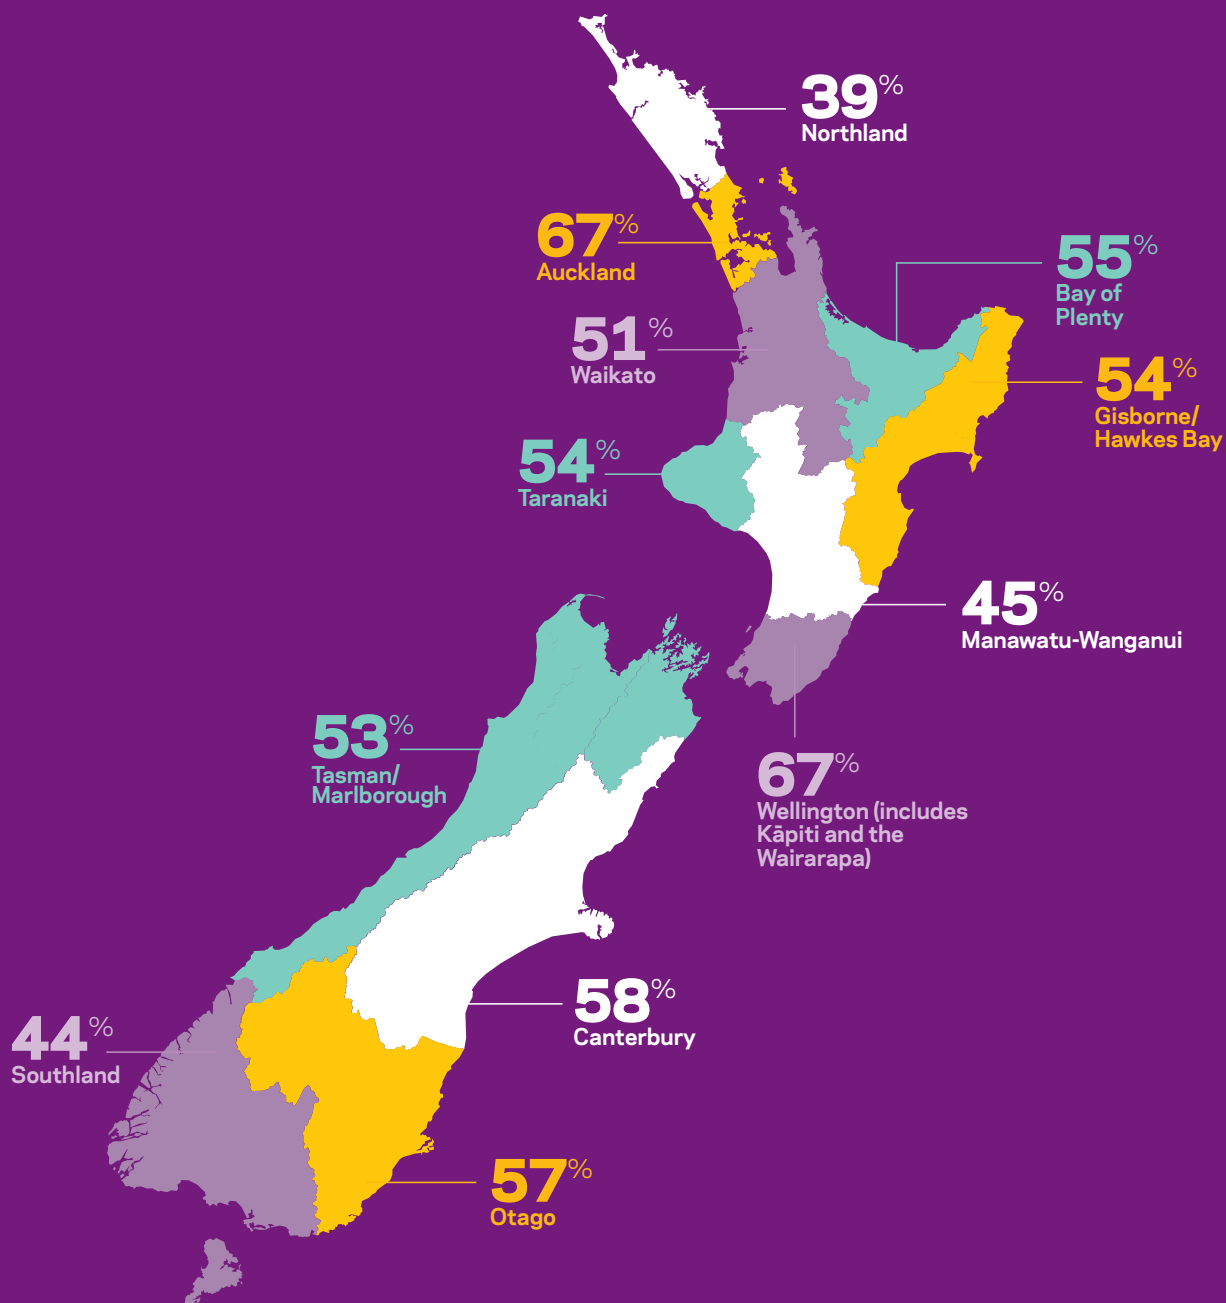 39%
Northland
67%
Auckland
55%
Bay of
Plenty
51%
Waikato
54%
Gisborne/
Hawkes Bay
54%
Taranaki
45%
Manawatu-Wanganui
53%
Tasman/
Marlborough
67%
Wellington (includes
Kāpiti and the
Wairarapa)
58%
Canterbury
44%
Southland
57%
Otago